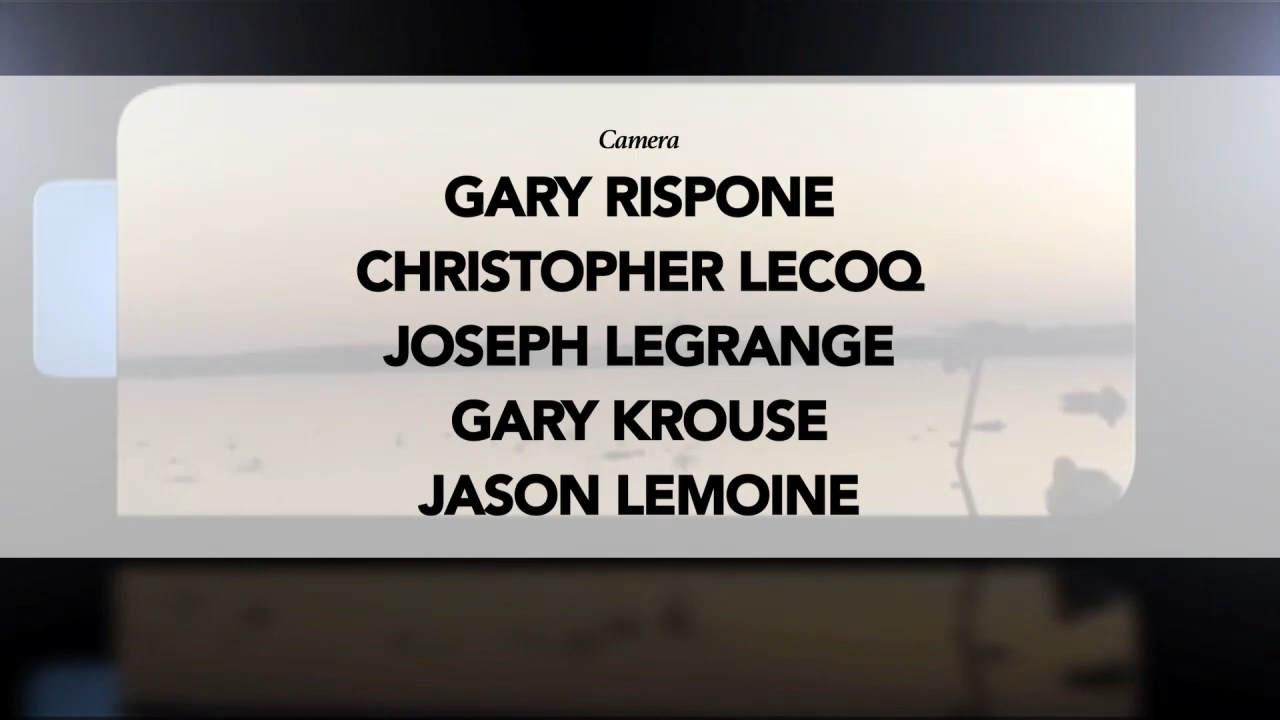 Camera
GARY RISPONE
CHRISTOPHER LECOQ
JOSEPH LEGRANGE
GARY KROUSE
JASON LEMOINE